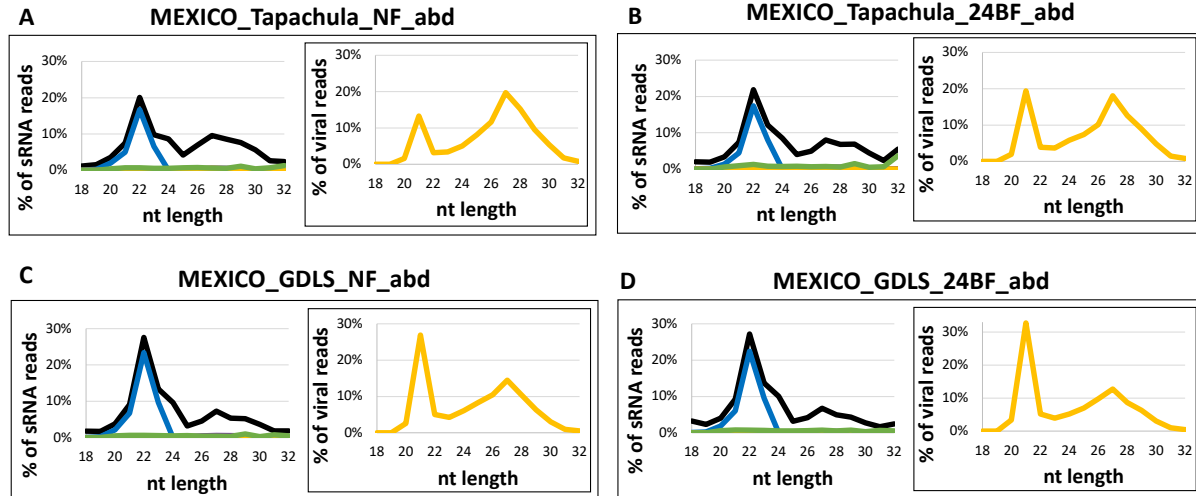 A
MEXICO_Tapachula_NF_abd
% of sRNA reads
30%
20%
10%
0%
18 20 22 24 26 28 30 32
nt length
% of viral reads
30%
20%
10%
0%
18 20 22 24 26 28 30 32
nt length
B
MEXICO_Tapachula_24BF_abd
% of sRNA reads
30%
20%
10%
0%
18 20 22 24 26 28 30 32
nt length
% of viral reads
30%
20%
10%
0%
18 20 22 24 26 28 30 32
nt length
C
MEXICO_GDLS_NF_abd
% of sRNA reads
30%
20%
10%
0%
18 20 22 24 26 28 30 32
nt length
% of viral reads
30%
20%
10%
0%
18 20 22 24 26 28 30 32
nt length
D
MEXICO_GDLS_24BF_abd
% of sRNA reads
30%
20%
10%
0%
18 20 22 24 26 28 30 32
nt length
% of viral reads
30%
20%
10%
0%
18 20 22 24 26 28 30 32
nt length